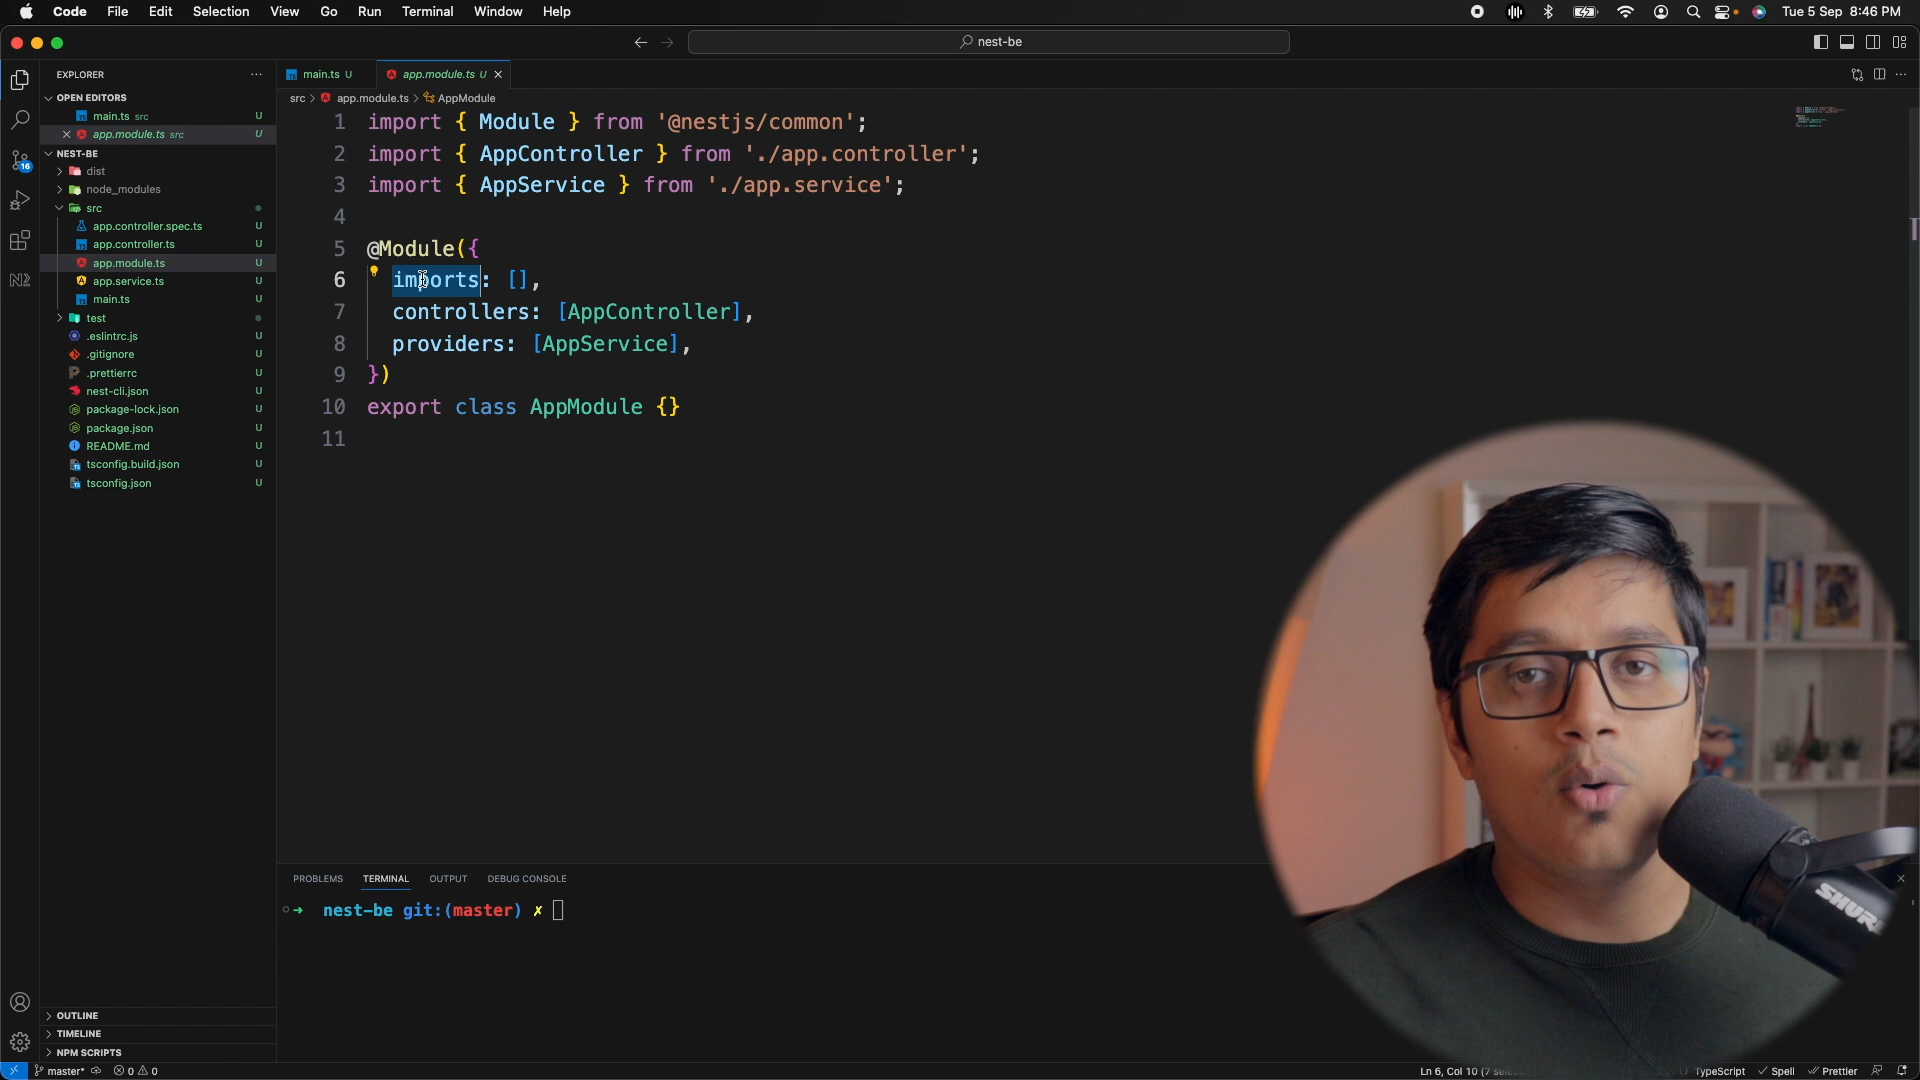 Code File Edit Selection View Go Run Terminal Window Help
Tue 5 Sep 8:46 PM
nest-be
EXPLORER
OPEN EDITORS
main.ts src U
app.module.ts src U
NEST-BE
dist
node_modules
src
app.controller.spec.ts U
app.controller.ts U
app.module.ts U
app.service.ts U
main.ts U
test
.eslintrc.js U
.gitignore U
.prettierrc U
nest-cli.json U
package-lock.json U
package.json U
README.md U
tsconfig.build.json U
tsconfig.json U
OUTLINE
TIMELINE
NPM SCRIPTS
16
main.ts U
app.module.ts U
src > app.module.ts > AppModule
1 import { Module } from '@nestjs/common';
2 import { AppController } from './app.controller';
3 import { AppService } from './app.service';
4
5 @Module({
6 imports: [],
7 controllers: [AppController],
8 providers: [AppService],
9 })
10 export class AppModule {}
11
PROBLEMS TERMINAL OUTPUT DEBUG CONSOLE
→ nest-be git:(master) ✗
SHURE
master* 0 0
Ln 6, Col 10 (7
TypeScript Spell Prettier